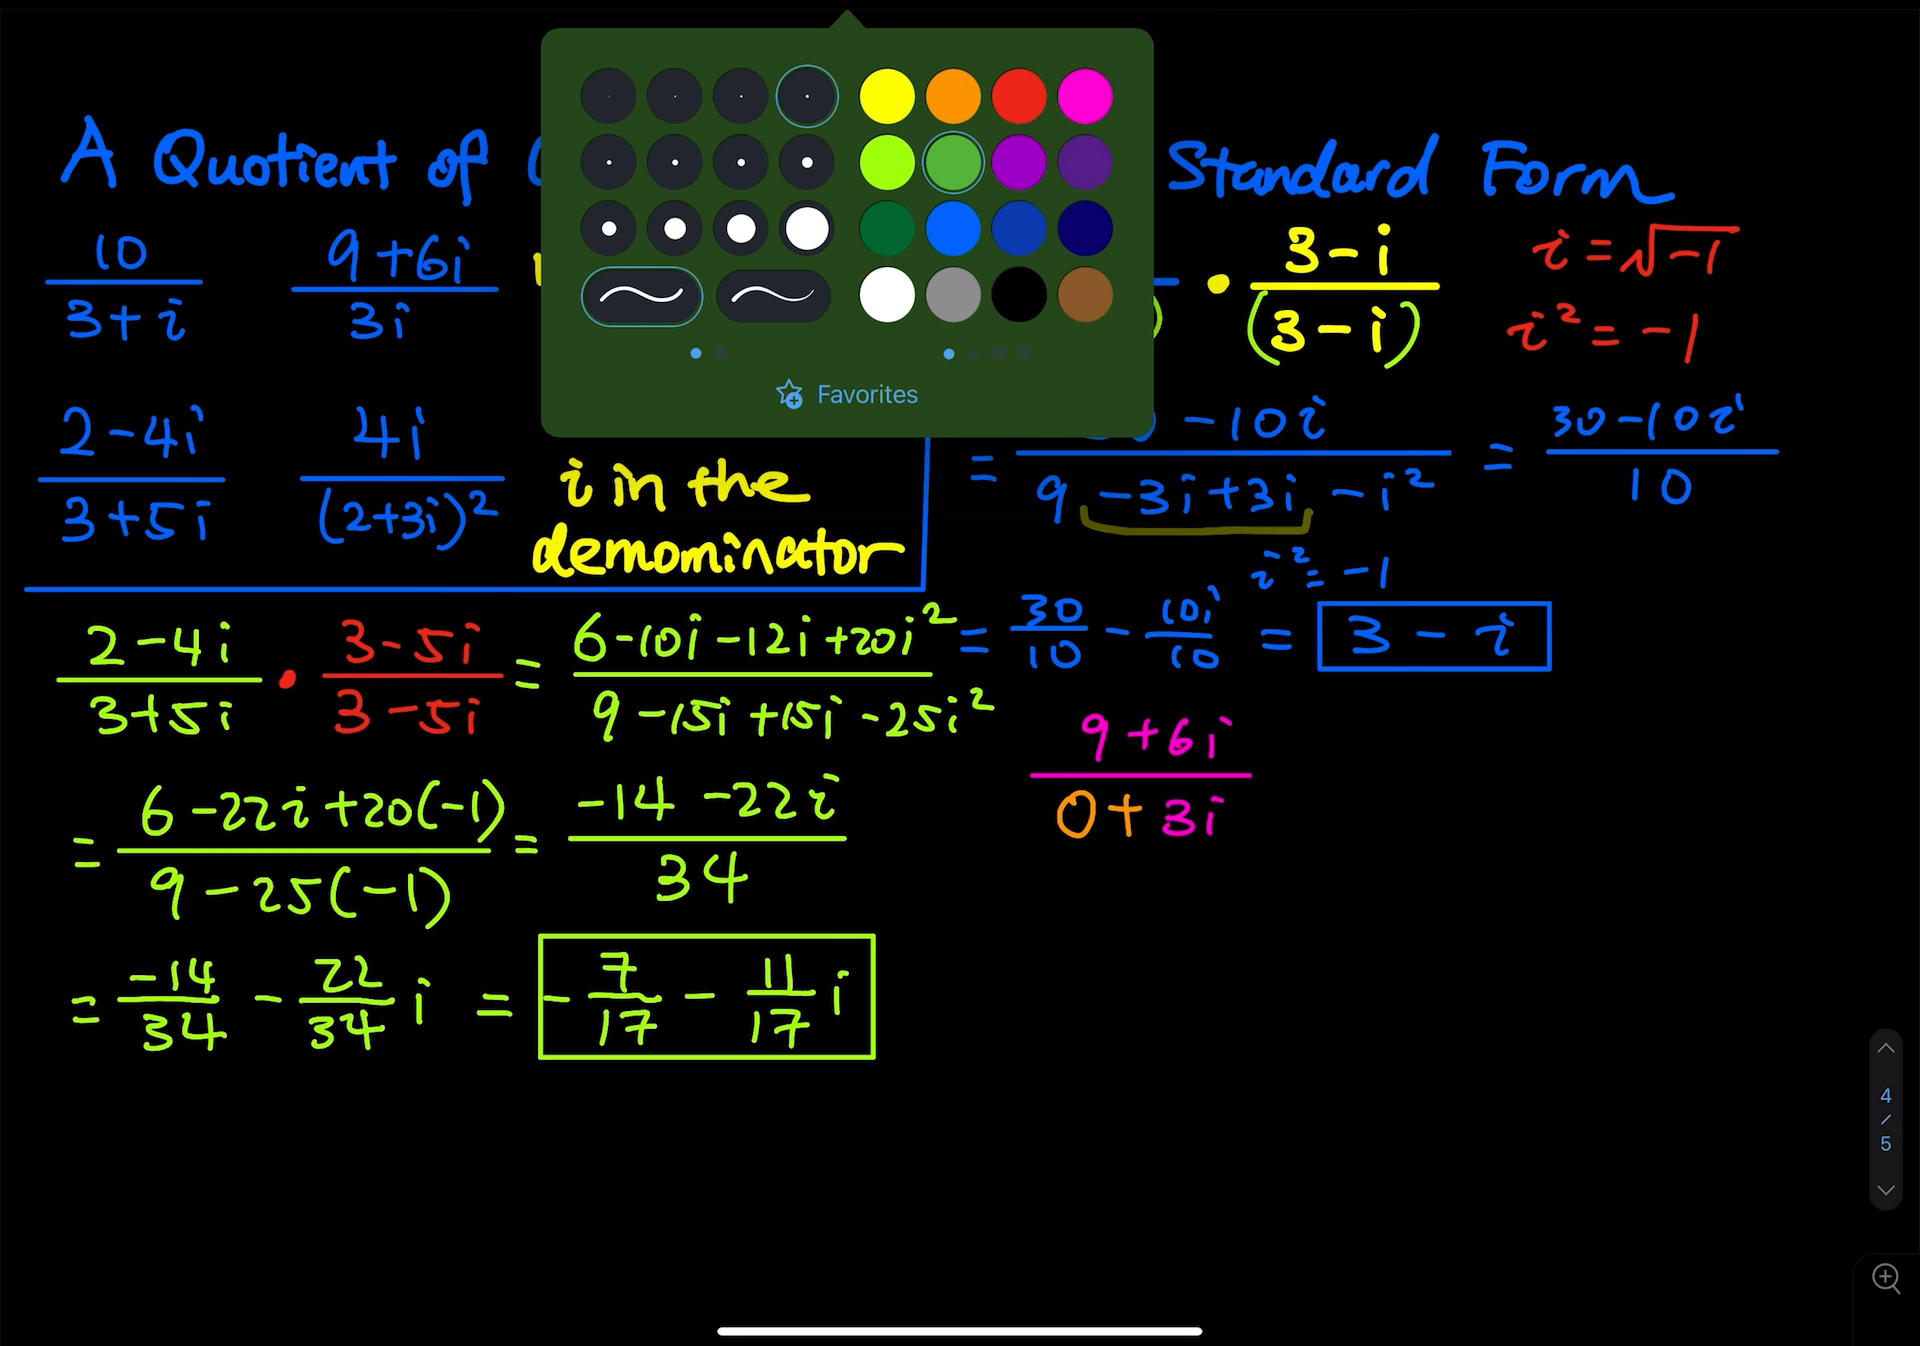 A Quotient of Standard Form
10/(3+i) (9+6i)/(3i)
(2-4i)/(3+5i) 4i/(2+3i)²
i in the
demominator
· (3-i)/(3-i)
i = √-1
i² = -1
= -10i/(9 -3i+3i -i²) = (30-10i)/10
i² = -1
= 30/10 - 10i/10 = 3 - i
(2-4i)/(3+5i) · (3-5i)/(3-5i) = (6-10i-12i+20i²)/(9-15i+15i-25i²)
= (6-22i+20(-1))/(9-25(-1)) = (-14-22i)/34
= -14/34 - 22/34 i = -7/17 - 11/17 i
(9+6i)/(0+3i)
Favorites
4
/
5